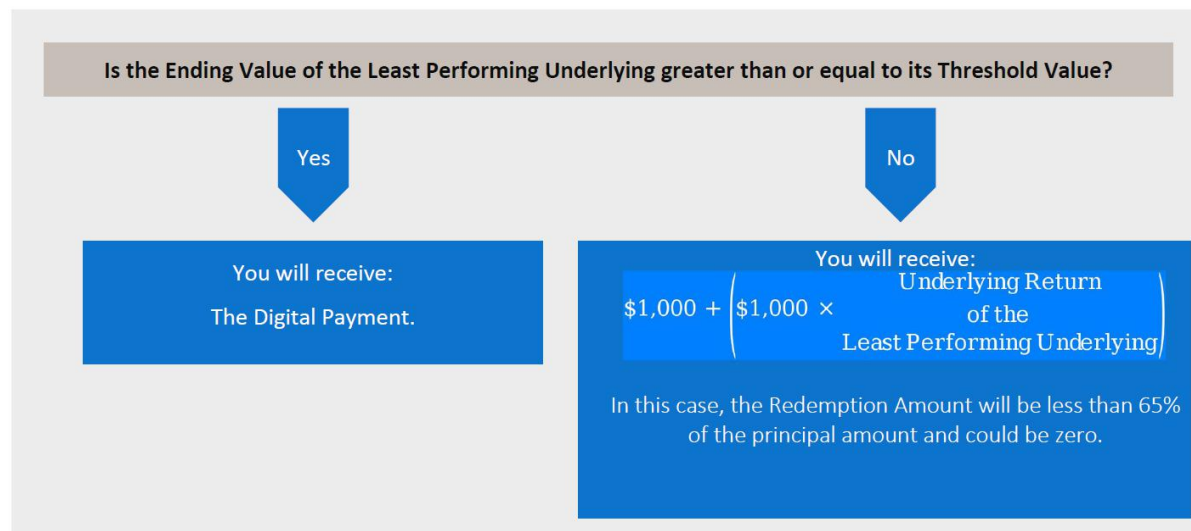 Is the Ending Value of the Least Performing Underlying greater than or equal to its Threshold Value?
Yes
No
You will receive:
The Digital Payment.
You will receive:
$1,000 + ($1,000 × Underlying Return
of the
Least Performing Underlying)
In this case, the Redemption Amount will be less than 65%
of the principal amount and could be zero.